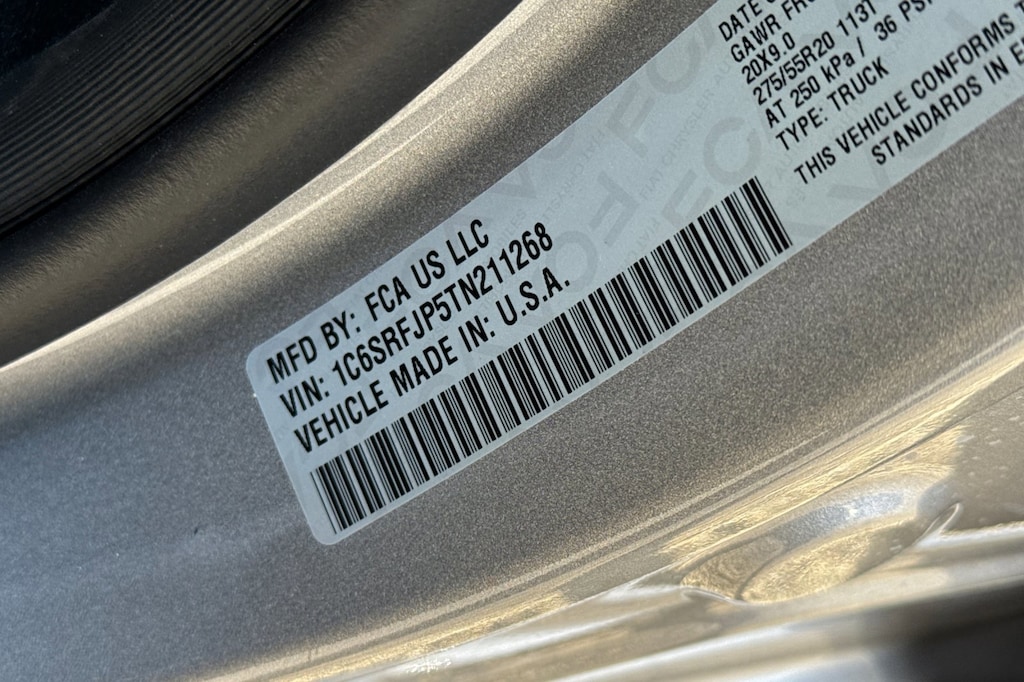 MFD BY: FCA US LLC
VIN: 1C6SRFJP5TN211268
VEHICLE MADE IN: U.S.A.
DATE
GAWR FR
20X9.0
275/55R20 113T
AT 250 kPa / 36 PSI
TYPE: TRUCK
THIS VEHICLE CONFORMS
STANDARDS IN